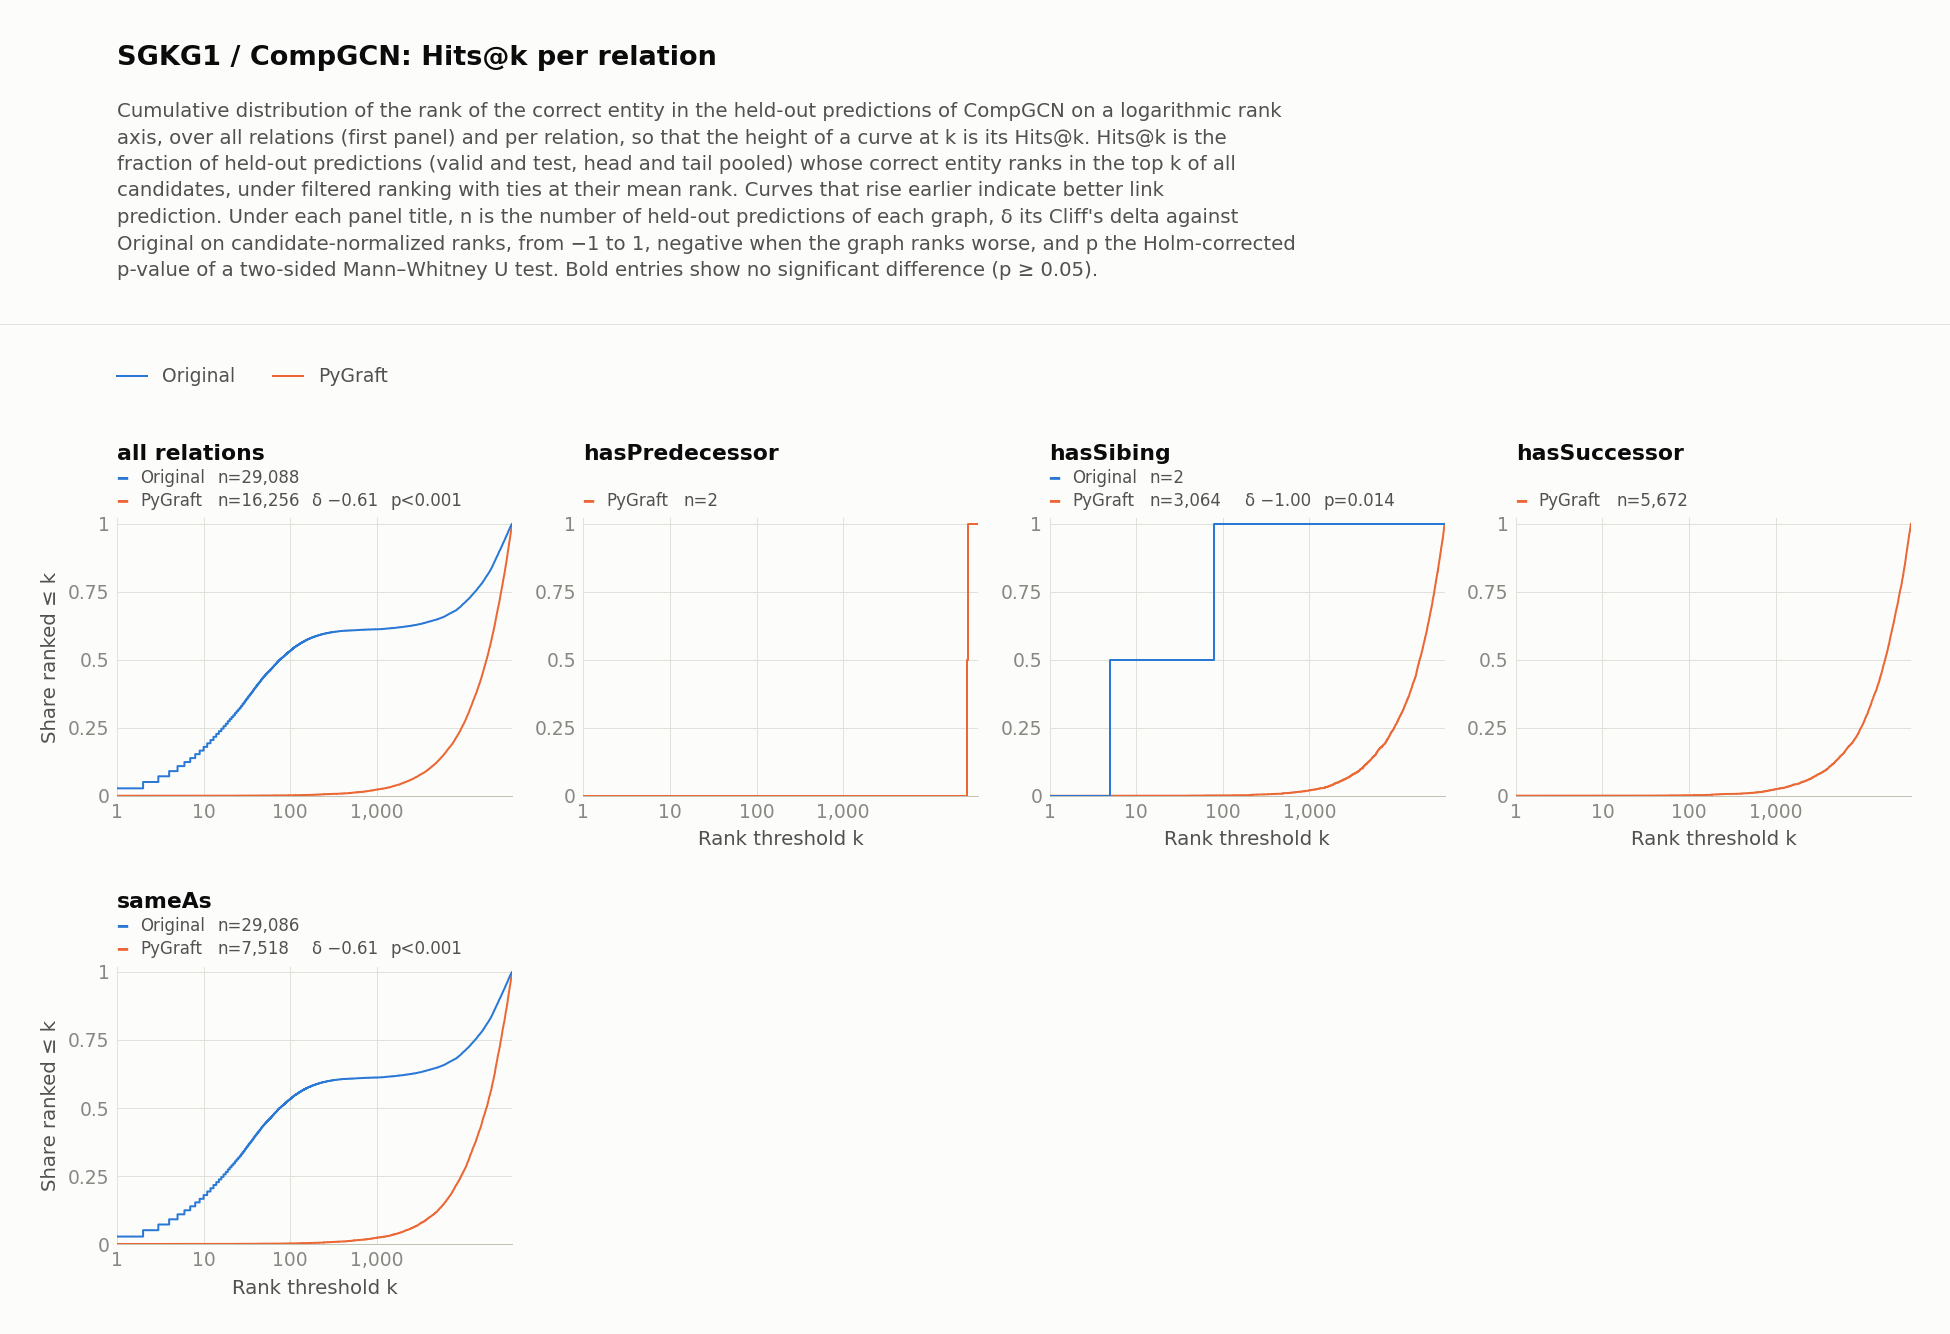 SGKG1 / CompGCN: Hits@k per relation
Cumulative distribution of the rank of the correct entity in the held-out predictions of CompGCN on a logarithmic rank
axis, over all relations (first panel) and per relation, so that the height of a curve at k is its Hits@k. Hits@k is the
fraction of held-out predictions (valid and test, head and tail pooled) whose correct entity ranks in the top k of all
candidates, under filtered ranking with ties at their mean rank. Curves that rise earlier indicate better link
prediction. Under each panel title, n is the number of held-out predictions of each graph, δ its Cliff's delta against
Original on candidate-normalized ranks, from −1 to 1, negative when the graph ranks worse, and p the Holm-corrected
p-value of a two-sided Mann–Whitney U test. Bold entries show no significant difference (p ≥ 0.05).
Original PyGraft
all relations
Original n=29,088
PyGraft n=16,256 δ −0.61 p<0.001
1
0.75
0.5
0.25
0
Share ranked ≤ k
1 10 100 1,000
hasPredecessor
PyGraft n=2
1
0.75
0.5
0.25
0
1 10 100 1,000
Rank threshold k
hasSibing
Original n=2
PyGraft n=3,064 δ −1.00 p=0.014
1
0.75
0.5
0.25
0
1 10 100 1,000
Rank threshold k
hasSuccessor
PyGraft n=5,672
1
0.75
0.5
0.25
0
1 10 100 1,000
Rank threshold k
sameAs
Original n=29,086
PyGraft n=7,518 δ −0.61 p<0.001
1
0.75
0.5
0.25
0
Share ranked ≤ k
1 10 100 1,000
Rank threshold k